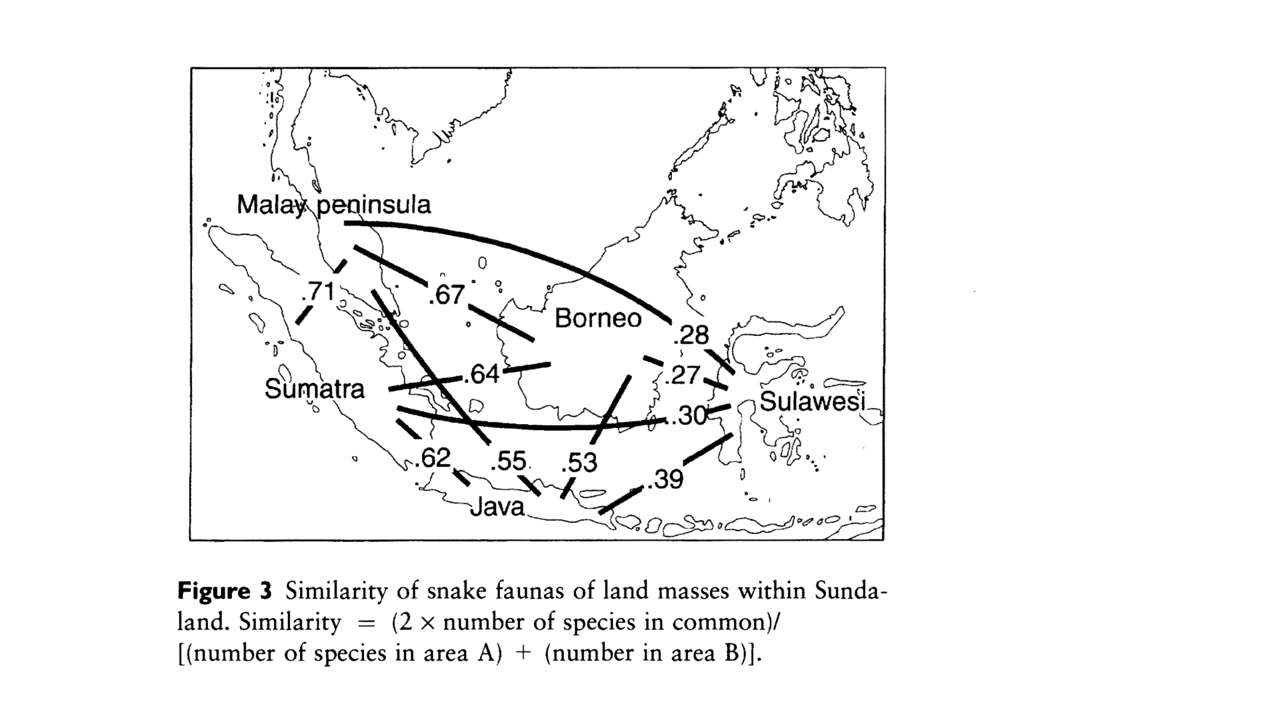 Malay peninsula
.71
.67
Borneo
.28
.64
.27
Sumatra
Sulawesi
.30
.62
.55
.53
.39
Java
Figure 3 Similarity of snake faunas of land masses within Sunda-
land. Similarity = (2 × number of species in common)/
[(number of species in area A) + (number in area B)].